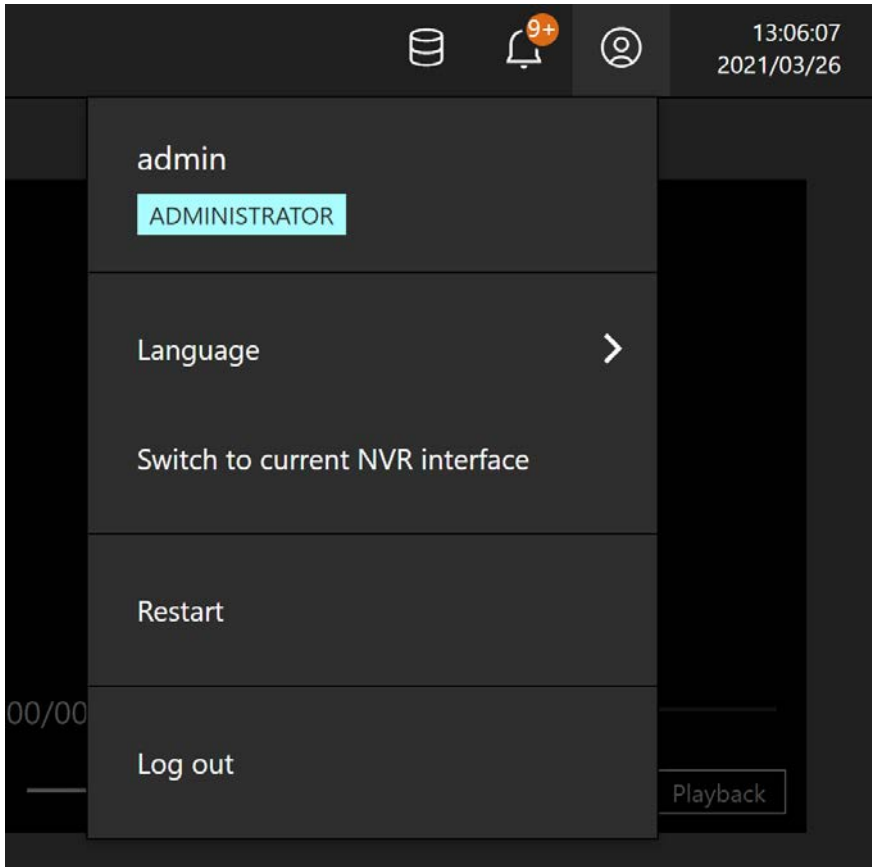 9+
13:06:07
2021/03/26
admin
ADMINISTRATOR
Language
Switch to current NVR interface
Restart
00/00
Log out
Playback